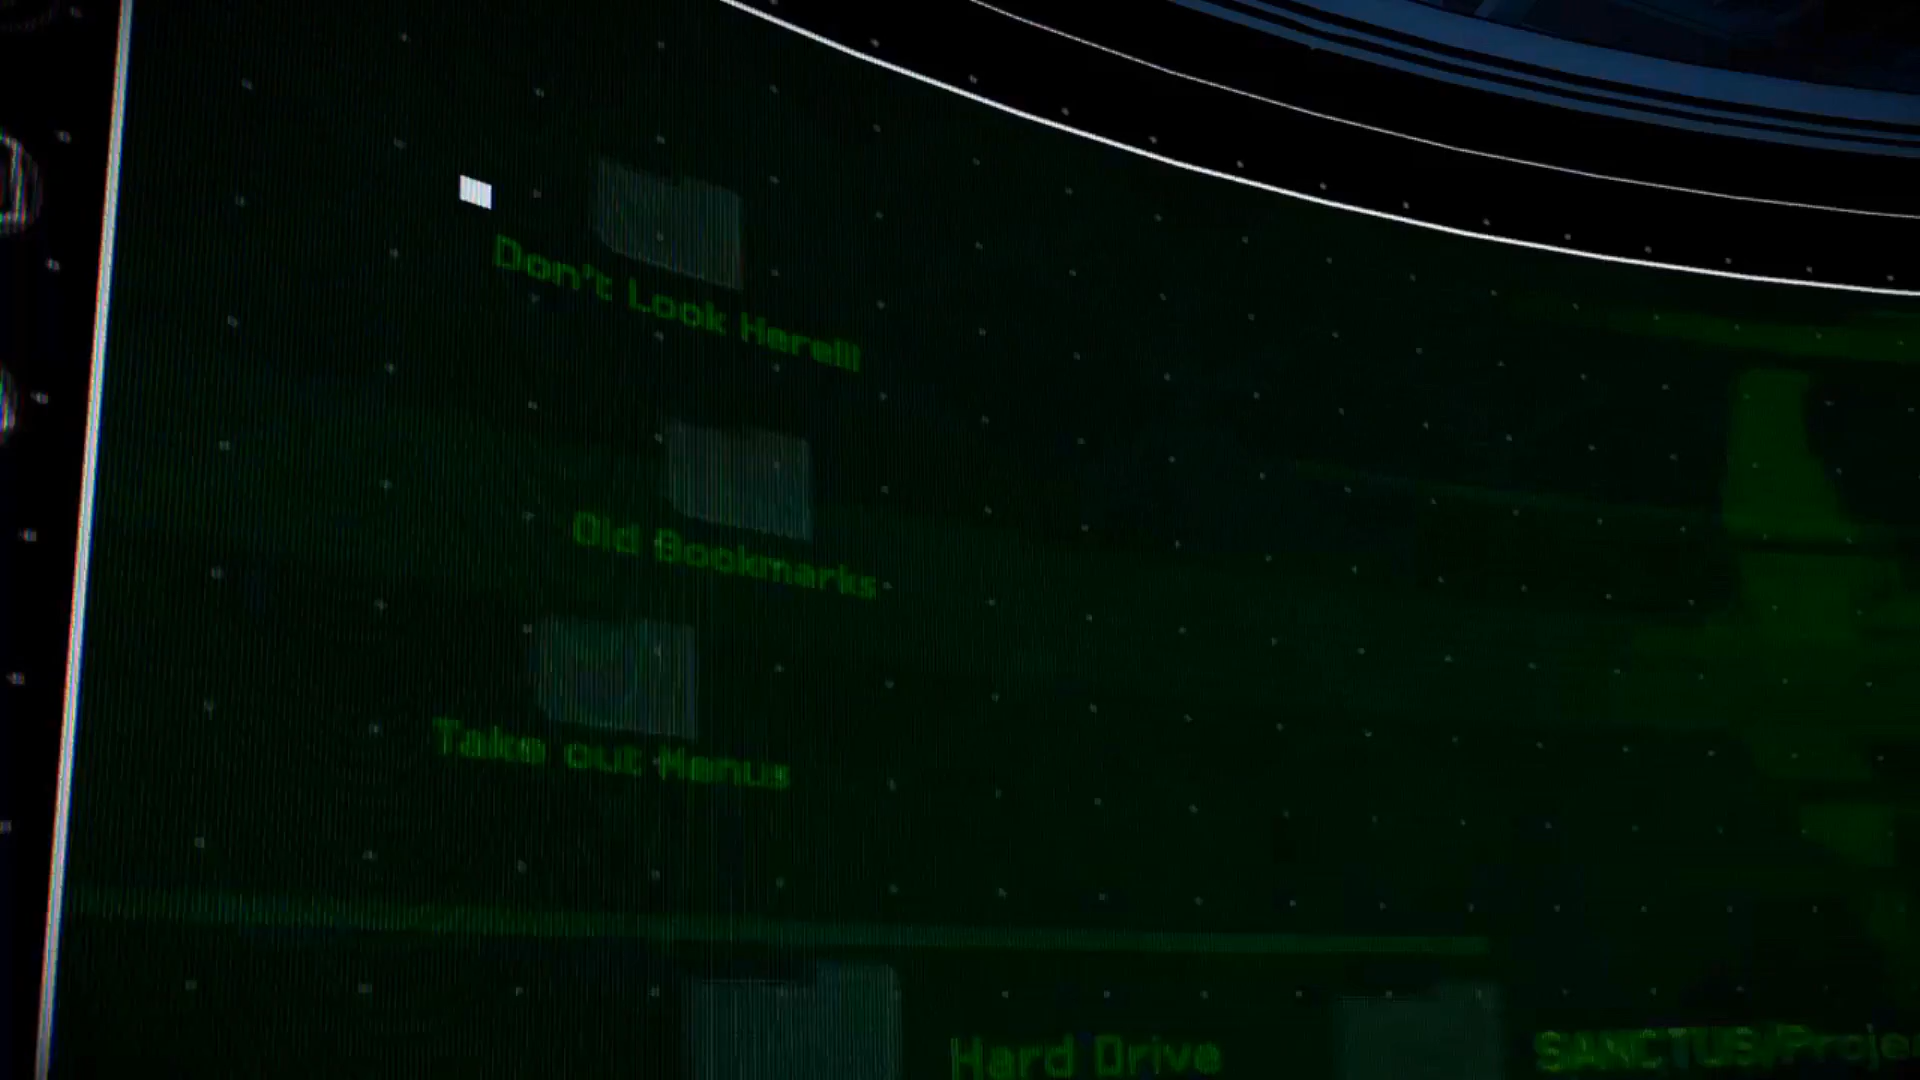 Don't Look Here!!!
Old Bookmarks
Take out Menus
Hard Drive
SANCTUS/Proje